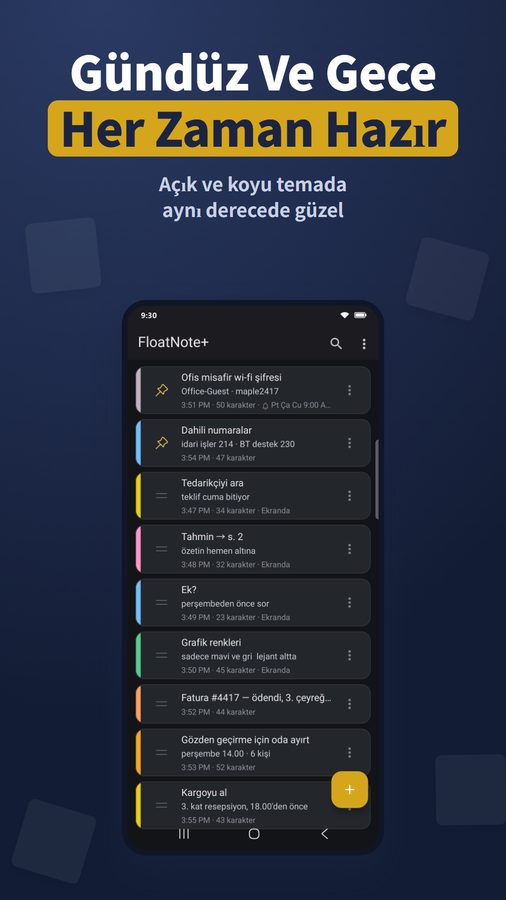 Gündüz Ve Gece
Her Zaman Hazır
Açık ve koyu temada
aynı derecede güzel
9:30
FloatNote+
Ofis misafir wi-fi şifresi
Office-Guest · maple2417
3:51 PM · 50 karakter · Pt Ça Cu 9:00 A...
Dahili numaralar
idari işler 214 · BT destek 230
3:54 PM · 47 karakter
Tedarikçiyi ara
teklif cuma bitiyor
3:47 PM · 34 karakter · Ekranda
Tahmin → s. 2
özetin hemen altına
3:48 PM · 32 karakter · Ekranda
Ek?
perşembeden önce sor
3:49 PM · 23 karakter · Ekranda
Grafik renkleri
sadece mavi ve gri lejant altta
3:50 PM · 45 karakter · Ekranda
Fatura #4417 — ödendi, 3. çeyreğ...
3:52 PM · 44 karakter
Gözden geçirme için oda ayırt
perşembe 14.00 · 6 kişi
3:53 PM · 52 karakter
Kargoyu al
3. kat resepsiyon, 18.00'den önce
3:55 PM · 43 karakter